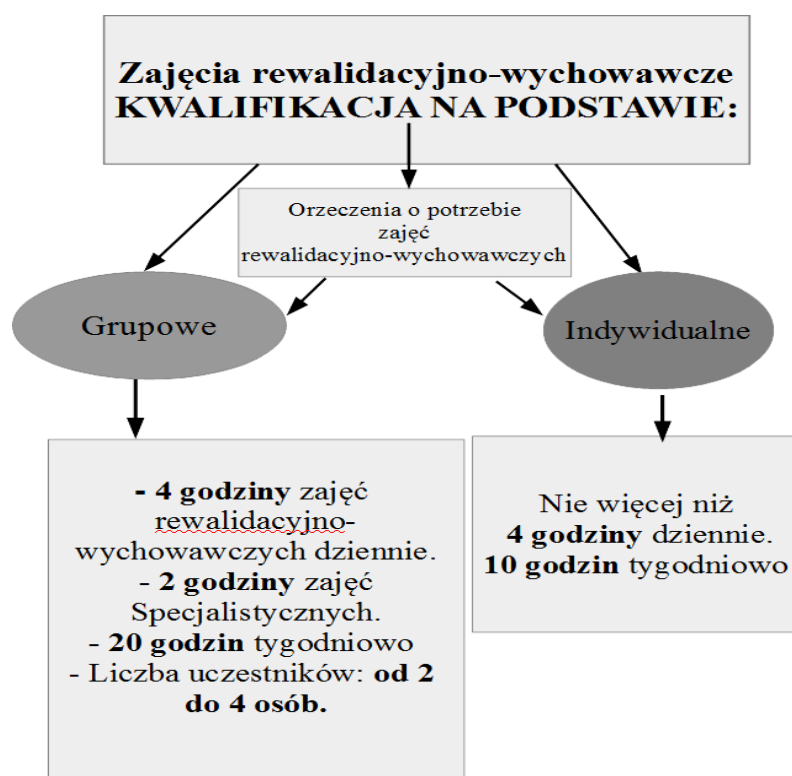 Zajęcia rewalidacyjno-wychowawcze
KWALIFIKACJA NA PODSTAWIE:
Orzeczenia o potrzebie
zajęć
rewalidacyjno-wychowawczych
Grupowe
Indywidualne
- 4 godziny zajęć
rewalidacyjno-
wychowawczych dziennie.
- 2 godziny zajęć
Specjalistycznych.
- 20 godzin tygodniowo
- Liczba uczestników: od 2
do 4 osób.
Nie więcej niż
4 godziny dziennie.
10 godzin tygodniowo